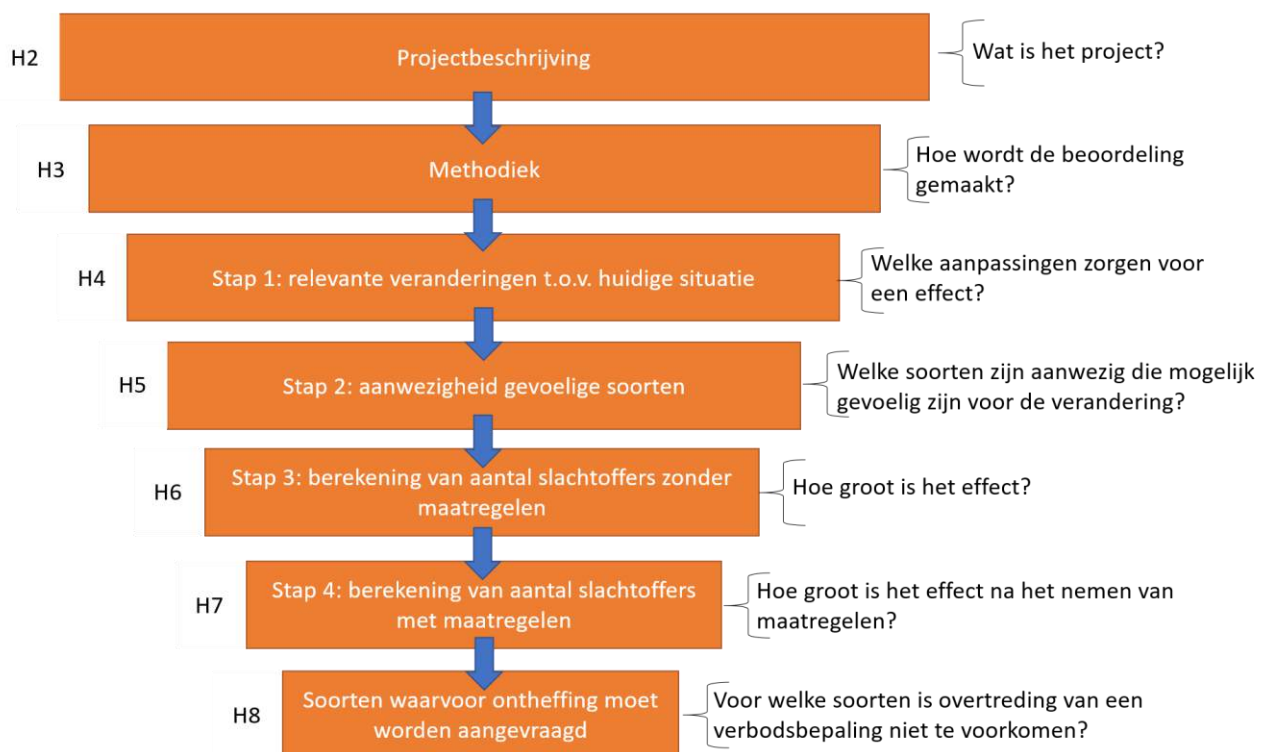 H2
Projectbeschrijving
Wat is het project?
H3
Methodiek
Hoe wordt de beoordeling
gemaakt?
H4
Stap 1: relevante veranderingen t.o.v. huidige situatie
Welke aanpassingen zorgen voor
een effect?
H5
Stap 2: aanwezigheid gevoelige soorten
Welke soorten zijn aanwezig die mogelijk
gevoelig zijn voor de verandering?
H6
Stap 3: berekening van aantal slachtoffers zonder
maatregelen
Hoe groot is het effect?
H7
Stap 4: berekening van aantal slachtoffers
met maatregelen
Hoe groot is het effect na het nemen van
maatregelen?
H8
Soorten waarvoor ontheffing moet
worden aangevraagd
Voor welke soorten is overtreding van een
verbodsbepaling niet te voorkomen?